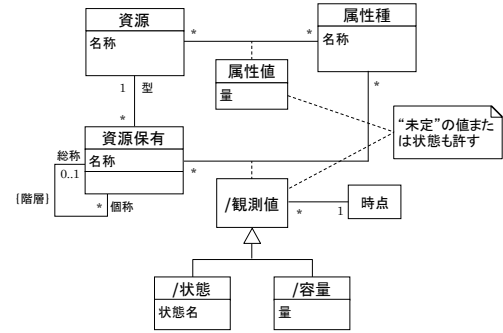 資源
名称
*
*
属性種
名称
属性値
量
1
型
*
*
“未定”の値また
は状態も許す
資源保有
名称
総称
0..1
{階層}
*
個称
*
/観測値
*
1
時点
/状態
状態名
/容量
量